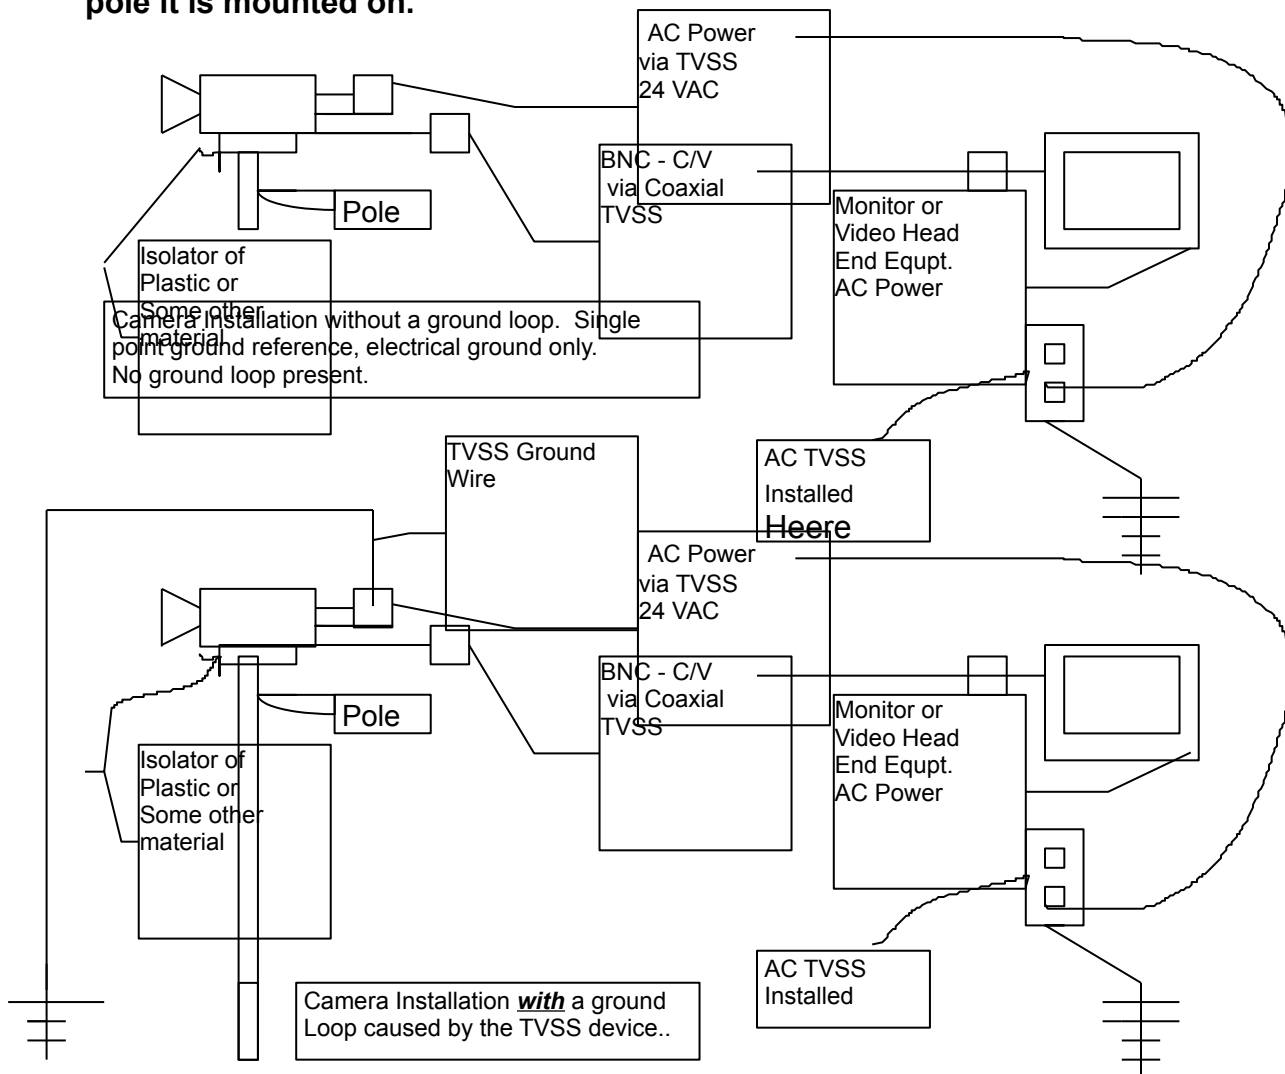 pole it is mounted on.
AC Power
via TVSS
24 VAC
BNC - C/V
via Coaxial
TVSS
Pole
Monitor or
Video Head
End Equpt.
AC Power
Isolator of
Plastic or
Some other
material
Camera Installation without a ground loop. Single
point ground reference, electrical ground only.
No ground loop present.
TVSS Ground
Wire
AC TVSS
Installed
Heere
AC Power
via TVSS
24 VAC
BNC - C/V
via Coaxial
TVSS
Pole
Monitor or
Video Head
End Equpt.
AC Power
Isolator of
Plastic or
Some other
material
AC TVSS
Installed
Camera Installation with a ground
Loop caused by the TVSS device..